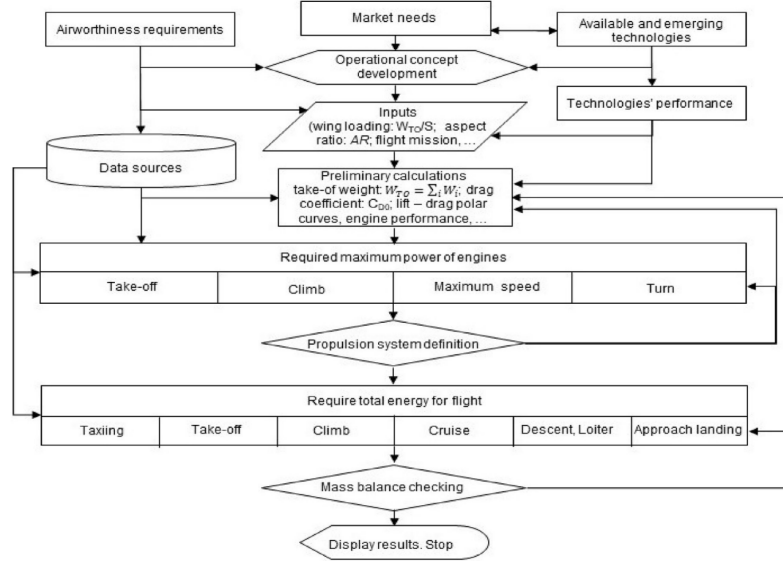 Airworthiness requirements
Market needs
Available and emerging
technologies
Operational concept
development
Inputs
(wing loading: W_TO/S; aspect
ratio: AR; flight mission, ...
Technologies' performance
Data sources
Preliminary calculations
take-of weight: W_TO = ∑_i W_i; drag
coefficient: C_D0; lift – drag polar
curves, engine performance, ...
Required maximum power of engines
Take-off Climb Maximum speed Turn
Propulsion system definition
Require total energy for flight
Taxiing Take-off Climb Cruise Descent, Loiter Approach landing
Mass balance checking
Display results. Stop